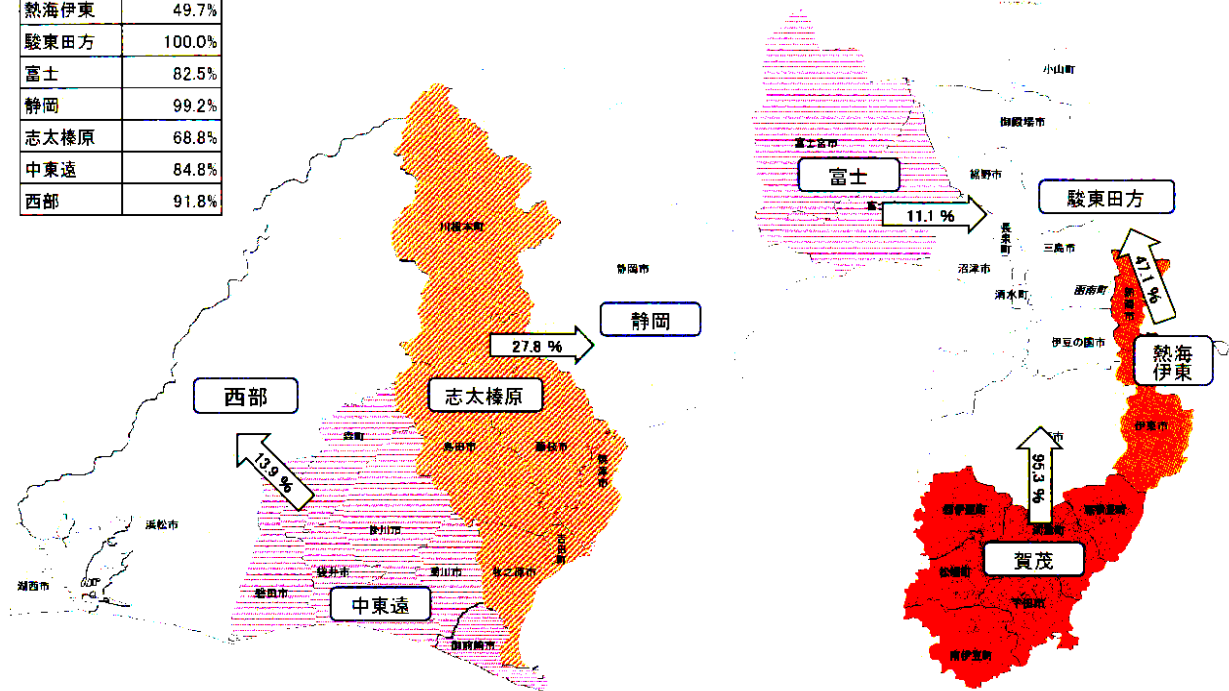 熱海伊東 49.7%
駿東田方 100.0%
富士 82.5%
静岡 99.2%
志太榛原 68.8%
中東遠 84.8%
西部 91.8%
小山町
御殿場市
富士宮市
富士
裾野市
駿東田方
11.1 %
長泉町
三島市
川根本町
静岡市
沼津市
47.1 %
清水町
函南町
熱海市
静岡
27.8 %
伊豆の国市
熱海
伊東
西部
志太榛原
伊東市
森町
島田市
藤枝市
焼津市
13.9 %
95.3 %
浜松市
掛川市
吉田町
西伊豆町
東伊豆町
河津町
賀茂
湖西市
磐田市
袋井市
菊川市
牧之原市
松崎町
下田市
中東遠
御前崎市
南伊豆町